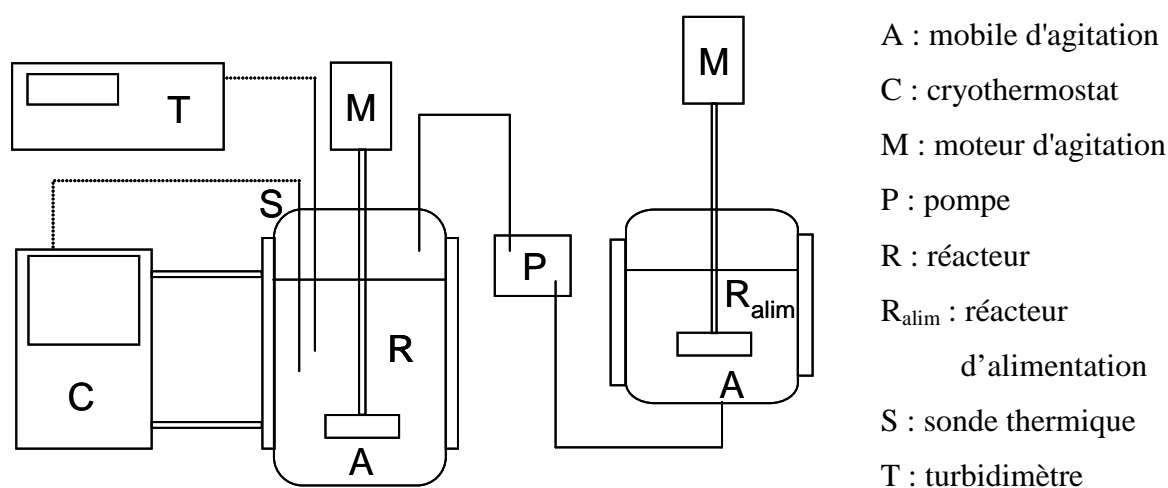 T
M
S
R
C
A
P
M
R_alim
A
A : mobile d'agitation
C : cryothermostat
M : moteur d'agitation
P : pompe
R : réacteur
R_alim : réacteur
d’alimentation
S : sonde thermique
T : turbidimètre